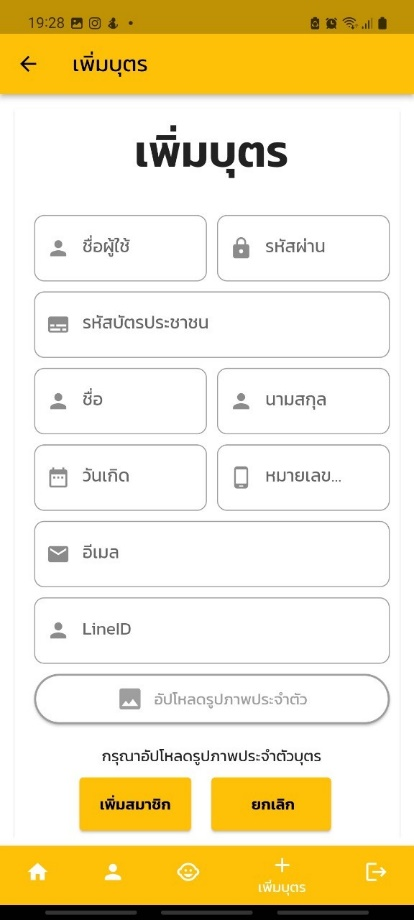 19:28
เพิ่มบุตร
เพิ่มบุตร
ชื่อผู้ใช้ รหัสผ่าน
รหัสบัตรประชาชน
ชื่อ นามสกุล
วันเกิด หมายเลข...
อีเมล
LineID
อัปโหลดรูปภาพประจำตัว
กรุณาอัปโหลดรูปภาพประจำตัวบุตร
เพิ่มสมาชิก ยกเลิก
เพิ่มบุตร